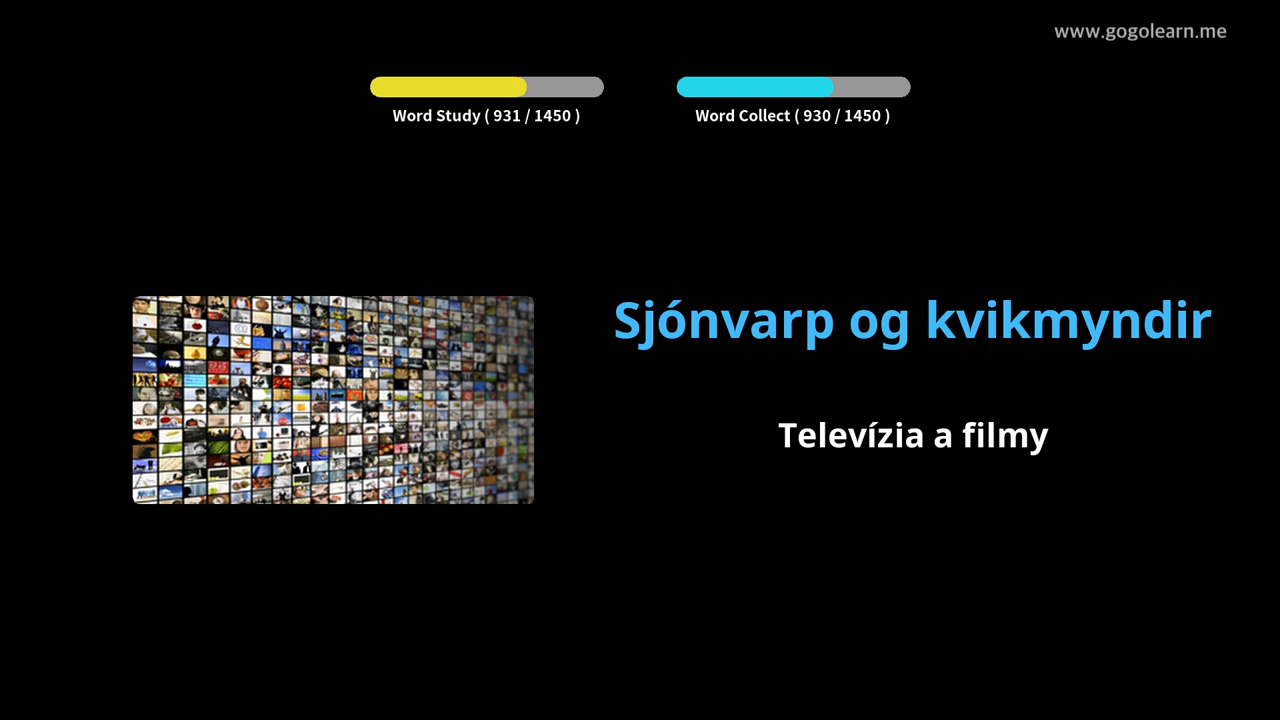 www.gogolearn.me
Word Study ( 931 / 1450 )
Word Collect ( 930 / 1450 )
Sjónvarp og kvikmyndir
Televízia a filmy